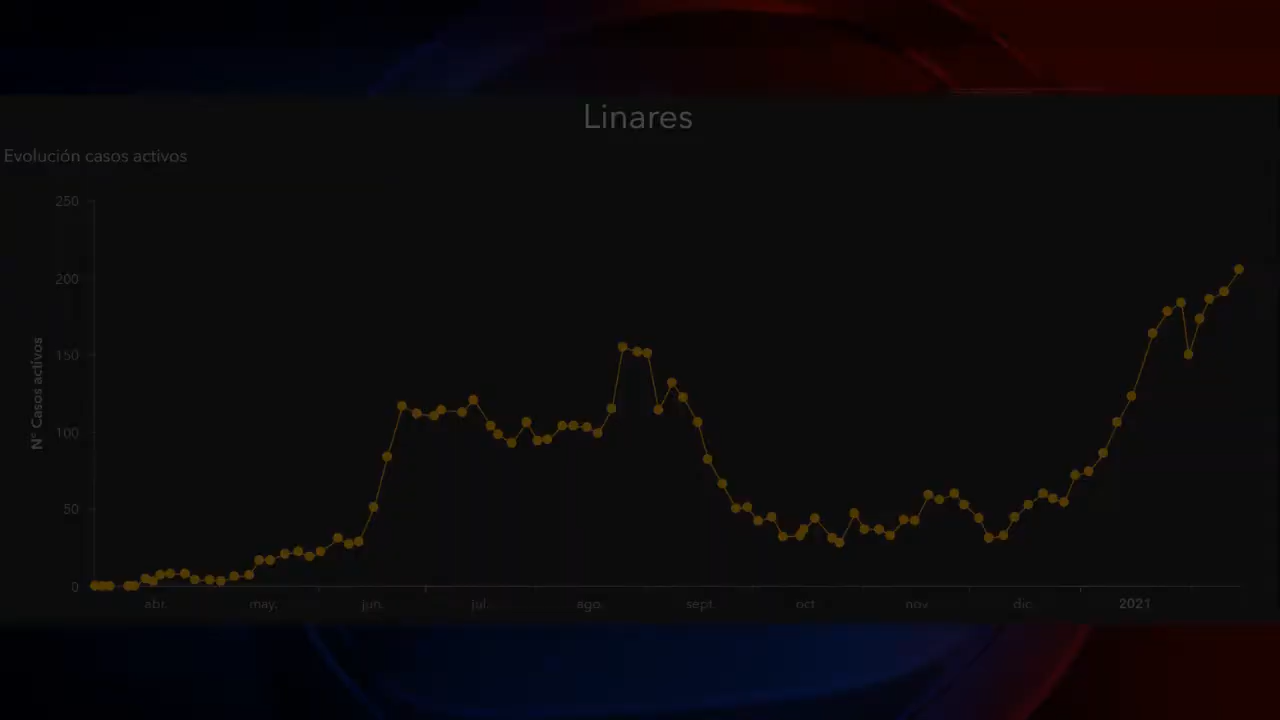 Linares
Evolución casos activos
250
200
150
100
50
0
N° Casos activos
abr. may. jun. jul. ago. sept. oct nov. dic. 2021